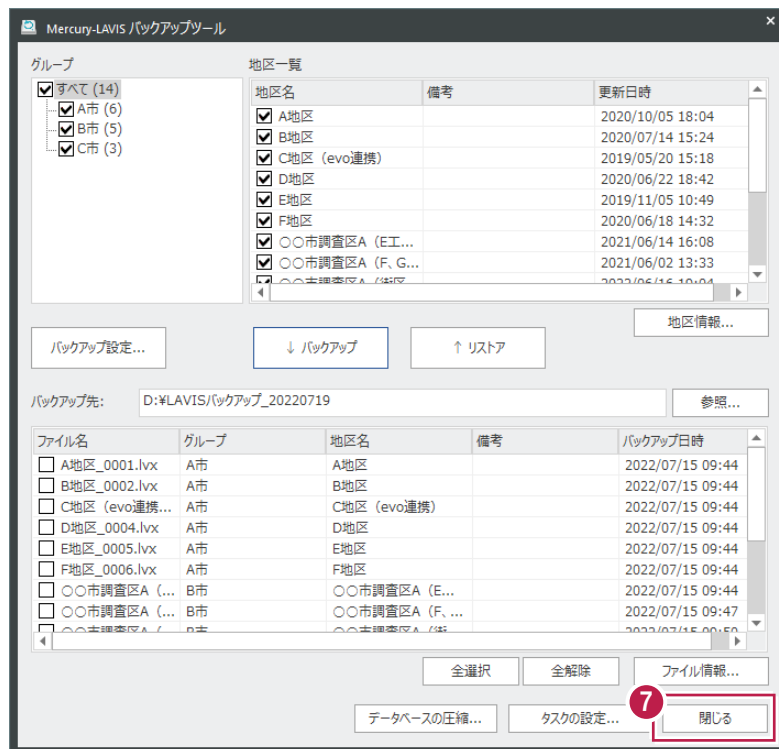 Mercury-LAVIS バックアップツール
×
グループ
地区一覧
すべて (14)
A市 (6)
B市 (5)
C市 (3)
地区名 備考 更新日時
A地区 2020/10/05 18:04
B地区 2020/07/14 15:24
C地区（evo連携） 2019/05/20 15:18
D地区 2020/06/22 18:42
E地区 2019/11/05 10:49
F地区 2020/06/18 14:32
〇〇市調査区A（E工... 2021/06/14 16:08
〇〇市調査区A（F、G... 2021/06/02 13:33
地区情報...
バックアップ設定...
↓ バックアップ
↑ リストア
バックアップ先: D:¥LAVISバックアップ_20220719 参照...
ファイル名 グループ 地区名 備考 バックアップ日時
A地区_0001.lvx A市 A地区 2022/07/15 09:44
B地区_0002.lvx A市 B地区 2022/07/15 09:44
C地区（evo連携... A市 C地区（evo連携） 2022/07/15 09:44
D地区_0004.lvx A市 D地区 2022/07/15 09:44
E地区_0005.lvx A市 E地区 2022/07/15 09:44
F地区_0006.lvx A市 F地区 2022/07/15 09:44
〇〇市調査区A（... B市 〇〇市調査区A（E... 2022/07/15 09:44
〇〇市調査区A（... B市 〇〇市調査区A（F、... 2022/07/15 09:47
全選択 全解除 ファイル情報...
7
データベースの圧縮... タスクの設定... 閉じる